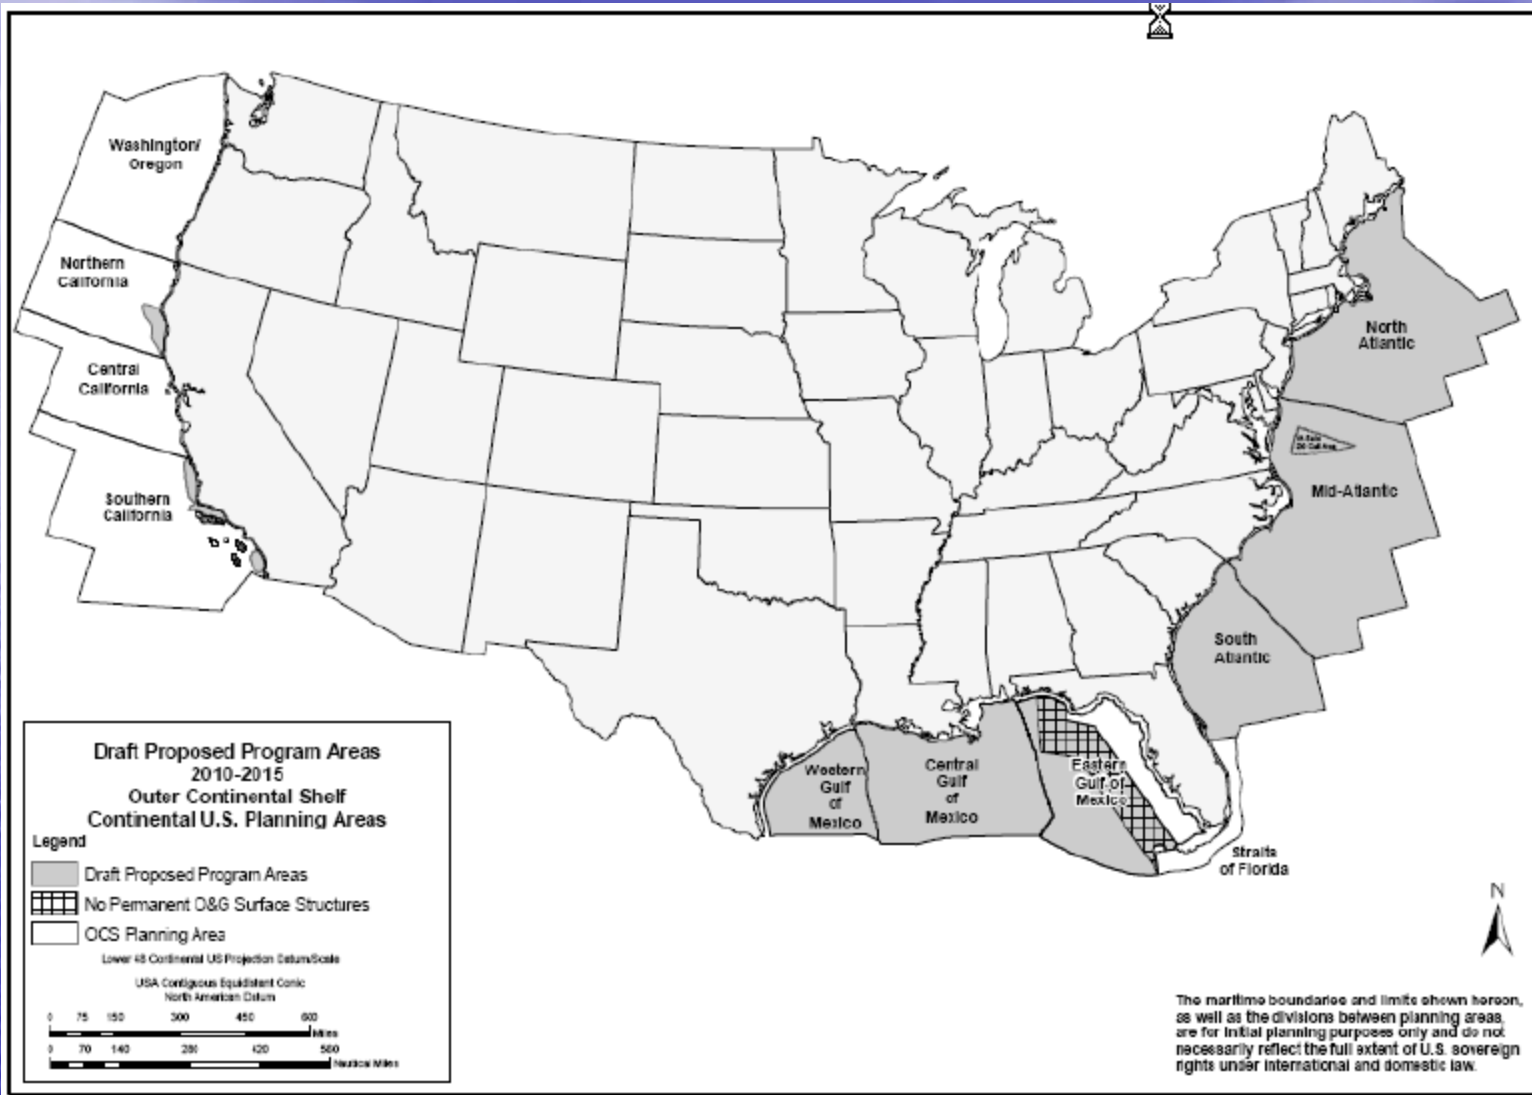 Washington/
Oregon
Northern
California
Central
California
Southern
California
North
Atlantic
Mid-Atlantic
South
Atlantic
Western
Gulf
of
Mexico
Central
Gulf
of
Mexico
Eastern
Gulf of
Mexico
Straits
of Florida
Draft Proposed Program Areas
2010-2015
Outer Continental Shelf
Continental U.S. Planning Areas
Legend
Draft Proposed Program Areas
No Permanent O&G Surface Structures
OCS Planning Area
Lower 48 Continental US Projection Datum/Scale
USA Contiguous Equidistant Conic
North American Datum
0 75 150 300 450 600
Miles
0 70 140 280 420 560
Nautical Miles
N
The maritime boundaries and limits shown hereon,
as well as the divisions between planning areas,
are for initial planning purposes only and do not
necessarily reflect the full extent of U.S. sovereign
rights under international and domestic law.